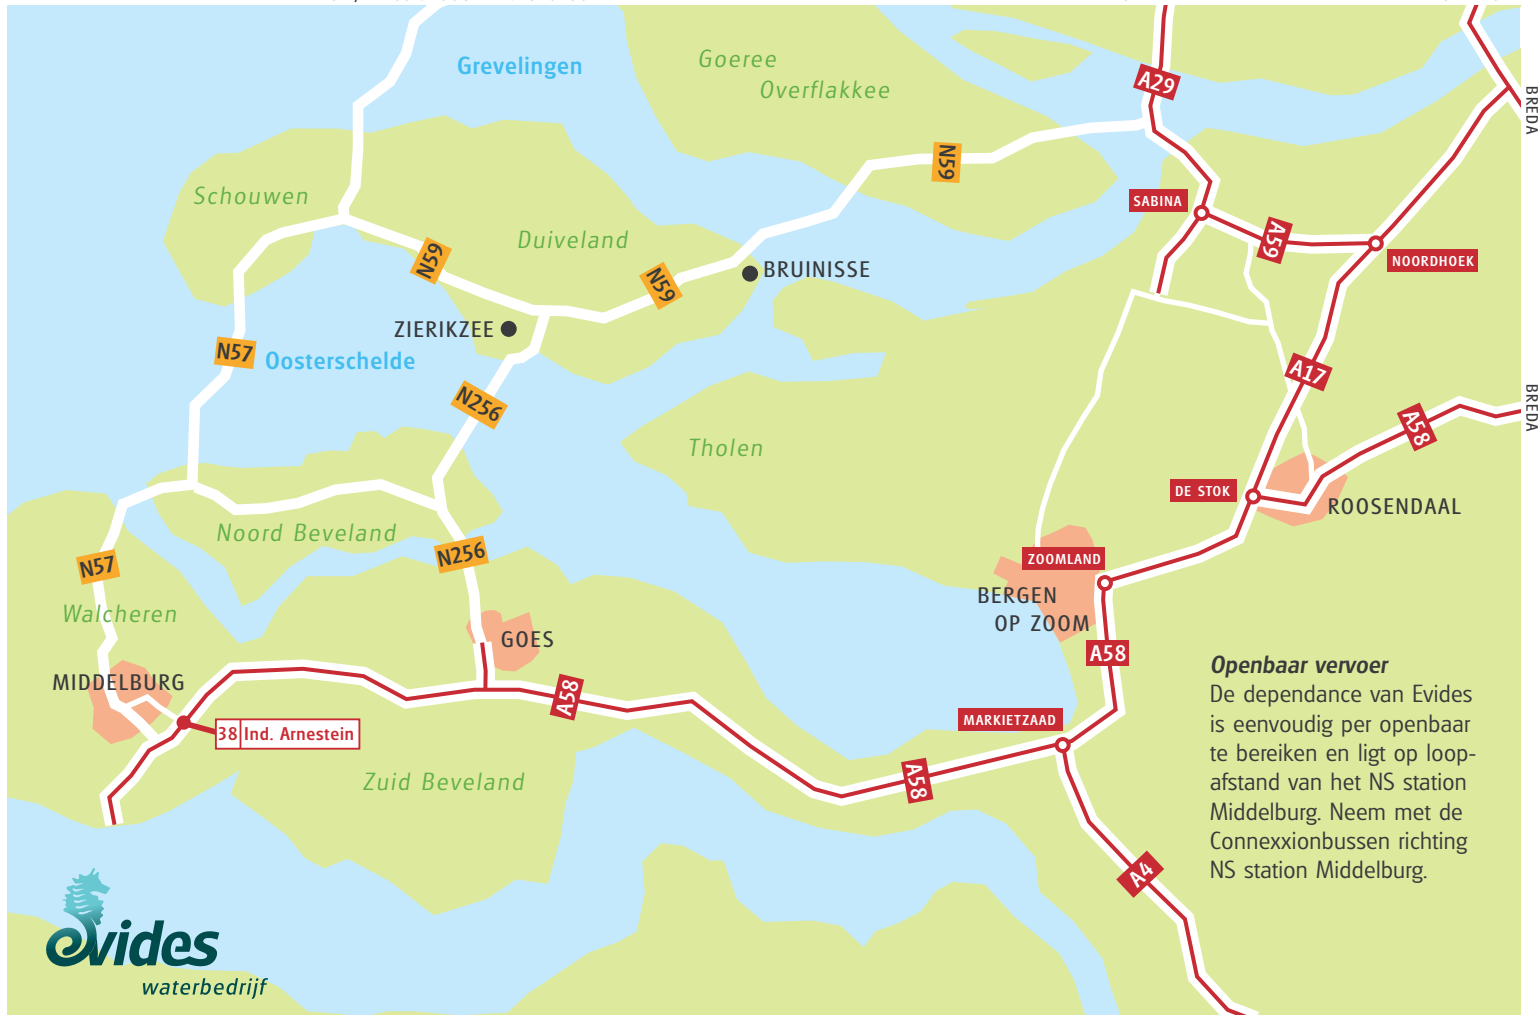 Grevelingen
Goeree
Overflakkee
A29
BREDA
N59
Schouwen
SABINA
Duiveland
N59
A59
NOORDHOEK
BRUINISSE
N59
ZIERIKZEE
N57
Oosterschelde
A17
BREDA
N256
A58
Tholen
DE STOK
ROOSENDAAL
Noord Beveland
N256
N57
ZOOMLAND
BERGEN
OP ZOOM
Walcheren
GOES
A58
MIDDELBURG
A58
MARKIETZAAD
38 Ind. Arnestein
Zuid Beveland
A58
A4
Openbaar vervoer
De dependance van Evides
is eenvoudig per openbaar
te bereiken en ligt op loop-
afstand van het NS station
Middelburg. Neem met de
Connexxionbussen richting
NS station Middelburg.
evides
waterbedrijf